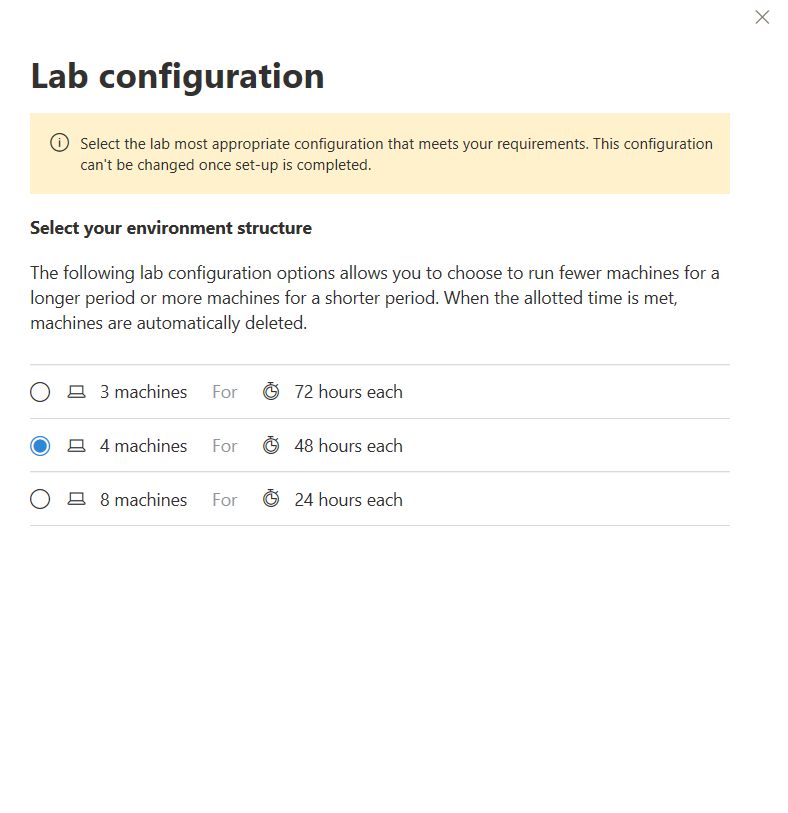 Lab configuration
Select the lab most appropriate configuration that meets your requirements. This configuration
can't be changed once set-up is completed.
Select your environment structure
The following lab configuration options allows you to choose to run fewer machines for a
longer period or more machines for a shorter period. When the allotted time is met,
machines are automatically deleted.
3 machines For 72 hours each
4 machines For 48 hours each
8 machines For 24 hours each